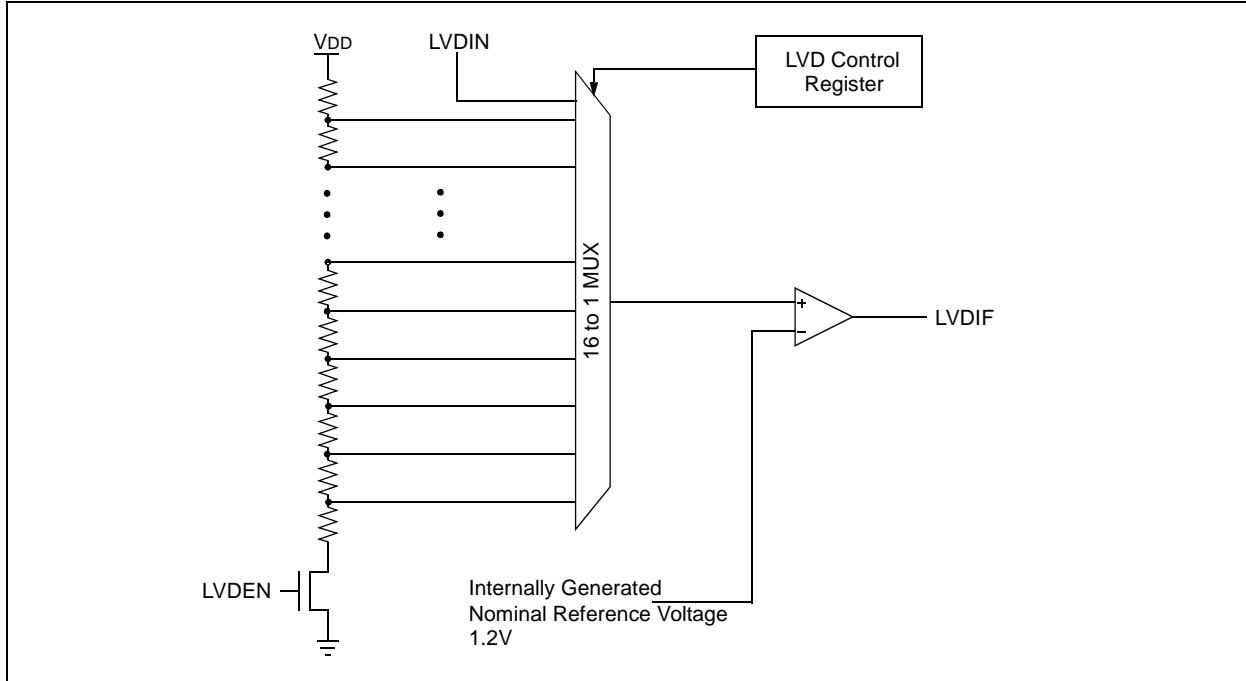 VDD
LVDIN
LVD Control
Register
16 to 1 MUX
+
−
LVDIF
LVDEN
Internally Generated
Nominal Reference Voltage
1.2V